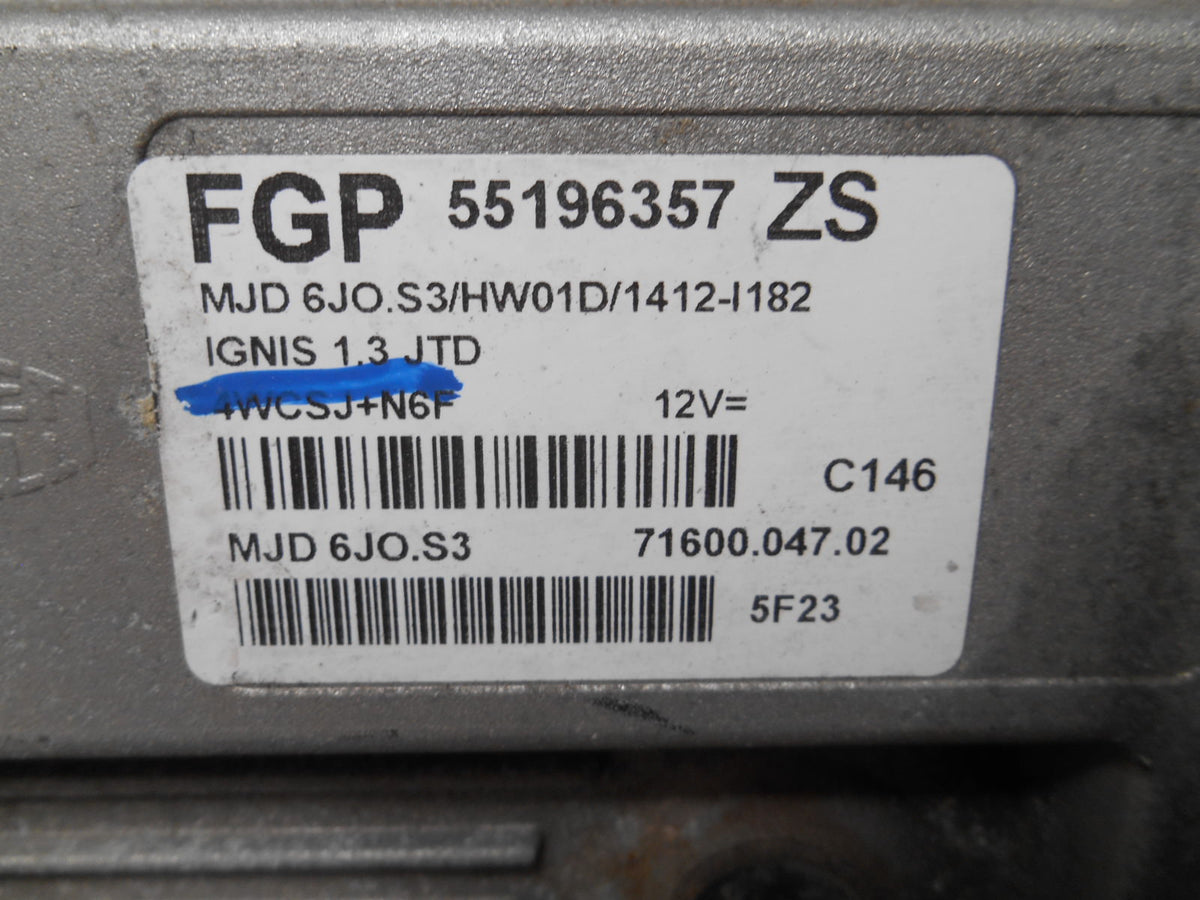 FGP 55196357 ZS
MJD 6JO.S3/HW01D/1412-I182
IGNIS 1.3 JTD
4WCSJ+N6F 12V=
C146
MJD 6JO.S3 71600.047.02
5F23